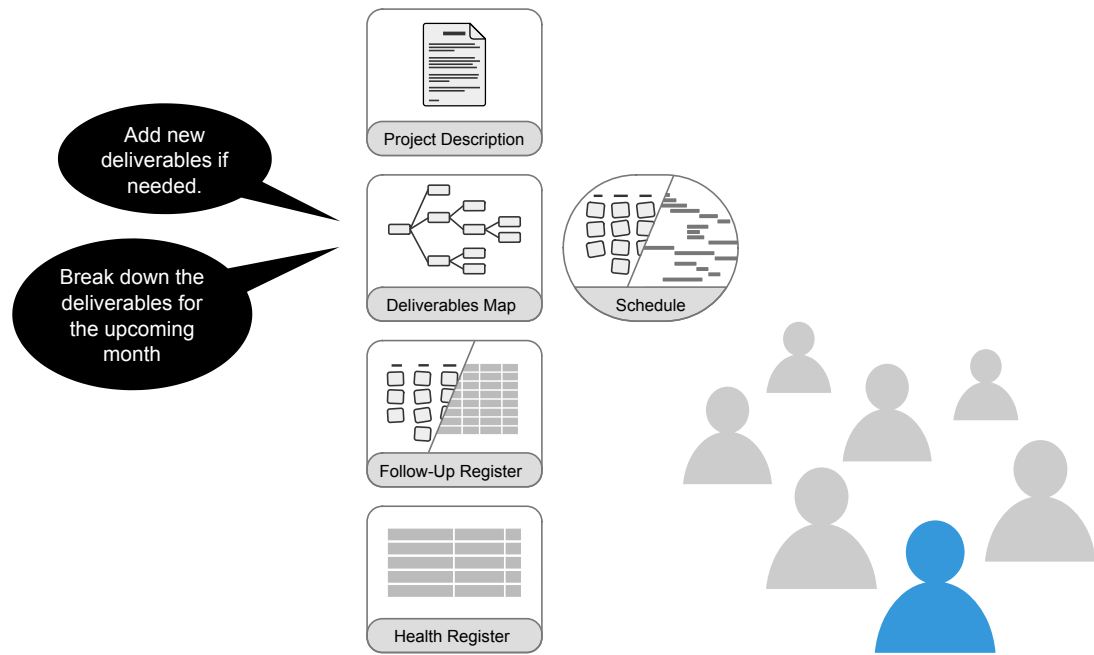 Project Description
Add new
deliverables if
needed.
Break down the
deliverables for
the upcoming
month
Deliverables Map
Schedule
Follow-Up Register
Health Register